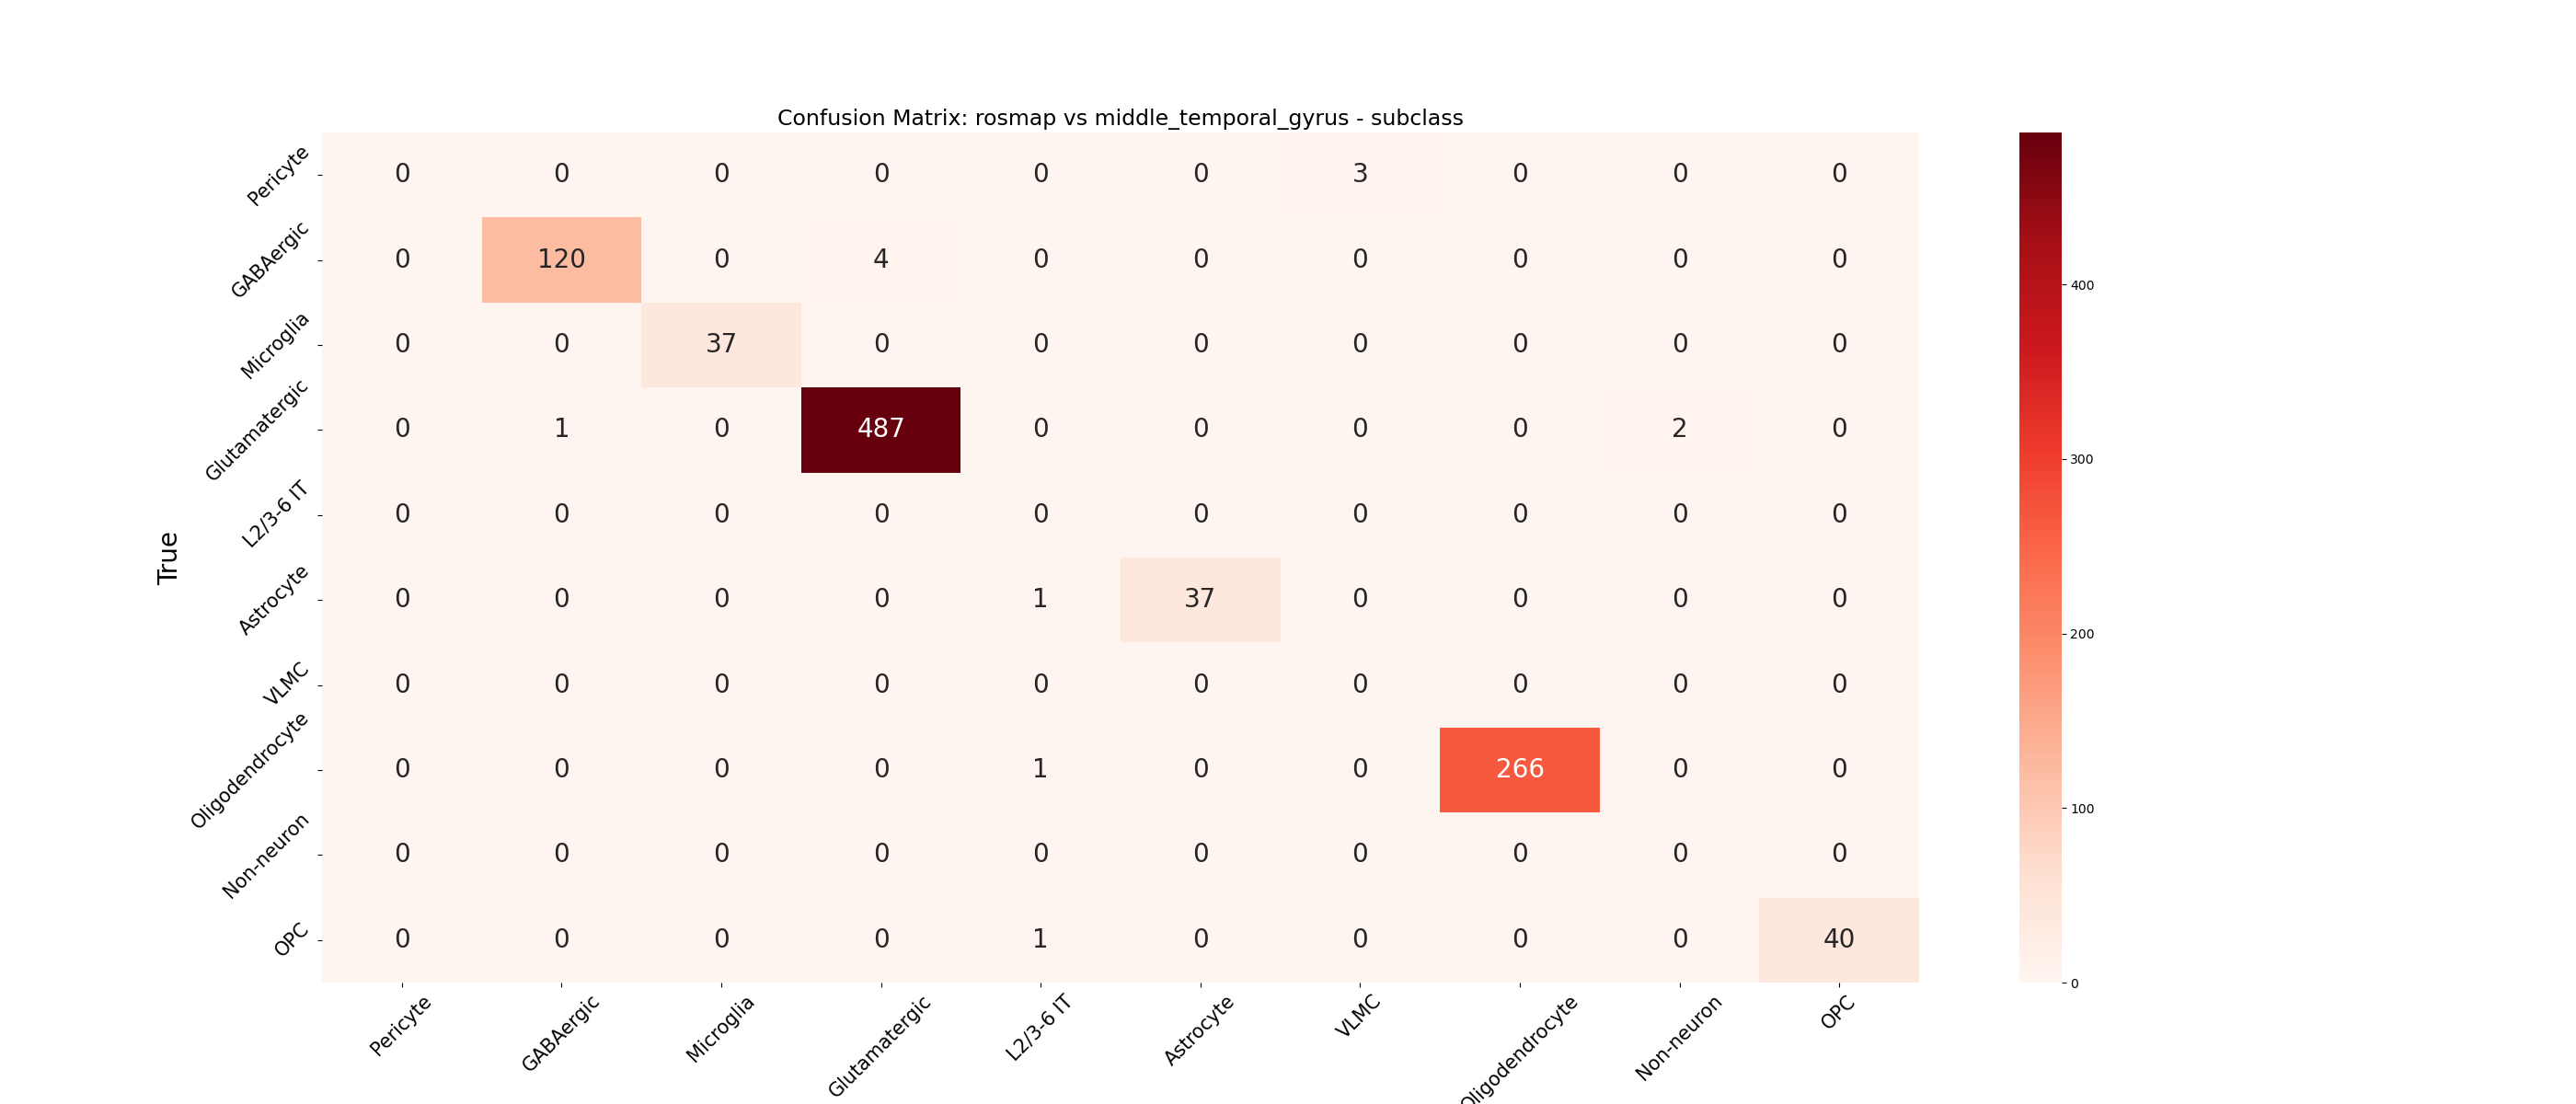 Confusion Matrix: rosmap vs middle_temporal_gyrus - subclass
True
Pericyte 0 0 0 0 0 0 3 0 0 0
GABAergic 0 120 0 4 0 0 0 0 0 0
Microglia 0 0 37 0 0 0 0 0 0 0
Glutamatergic 0 1 0 487 0 0 0 0 2 0
L2/3-6 IT 0 0 0 0 0 0 0 0 0 0
Astrocyte 0 0 0 0 1 37 0 0 0 0
VLMC 0 0 0 0 0 0 0 0 0 0
Oligodendrocyte 0 0 0 0 1 0 0 266 0 0
Non-neuron 0 0 0 0 0 0 0 0 0 0
OPC 0 0 0 0 1 0 0 0 0 40
Pericyte GABAergic Microglia Glutamatergic L2/3-6 IT Astrocyte VLMC Oligodendrocyte Non-neuron OPC
400
300
200
100
0